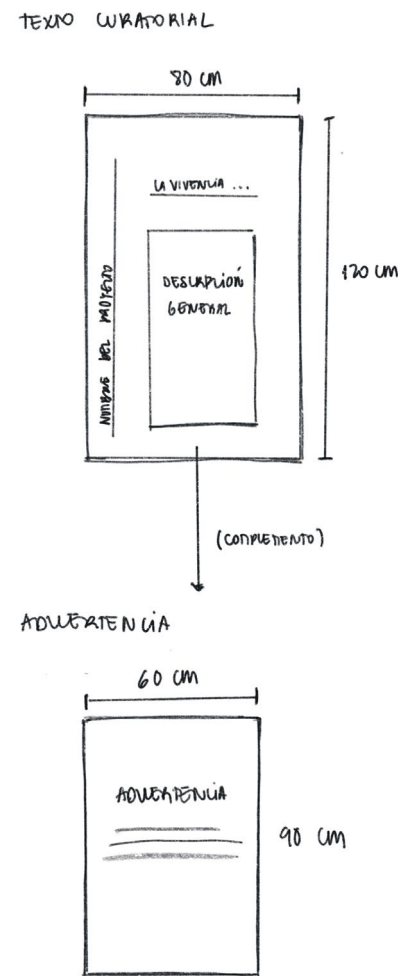 TEXTO CURATORIAL
80 CM
LA VIVENCIA ...
NOMBRE DEL PROYECTO
DESCRIPCIÓN
GENERAL
120 CM
(COMPLEMENTO)
ADVERTENCIA
60 CM
ADVERTENCIA
90 CM